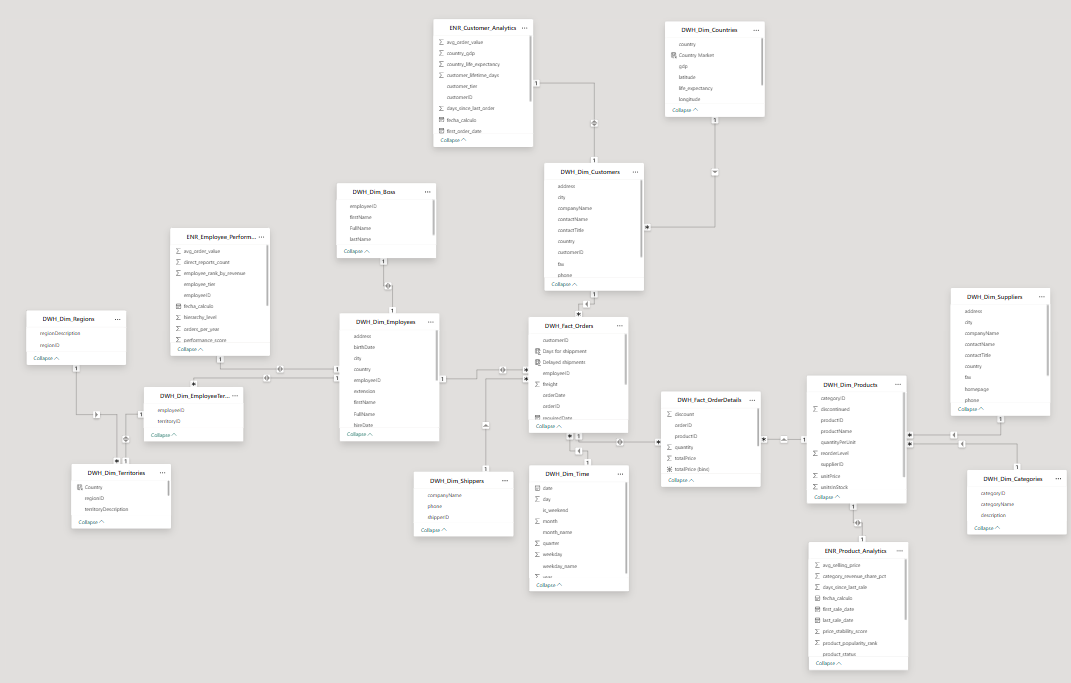 ENR_Customer_Analytics
avg_order_value
country_gdp
country_life_expectancy
customer_lifetime_days
customer_tier
customerID
days_since_last_order
fecha_calculo
first_order_date
Collapse
DWH_Dim_Countries
country
Country Market
gdp
latitude
life_expectancy
longitude
Collapse
DWH_Dim_Customers
address
city
companyName
contactName
contactTitle
country
customerID
fax
phone
Collapse
DWH_Dim_Boss
employeeID
firstName
FullName
lastName
Collapse
ENR_Employee_Perform...
avg_order_value
direct_reports_count
employee_rank_by_revenue
employee_tier
employeeID
fecha_calculo
hierarchy_level
orders_per_year
performance_score
Collapse
DWH_Dim_Regions
regionDescription
regionID
Collapse
DWH_Dim_Employees
address
birthDate
city
country
employeeID
extension
firstName
FullName
hireDate
Collapse
DWH_Fact_Orders
customerID
Days for shippment
Delayed shipments
employeeID
freight
orderDate
orderID
requiredDate
Collapse
DWH_Dim_Suppliers
address
city
companyName
contactName
contactTitle
country
fax
homepage
phone
Collapse
DWH_Dim_EmployeeTer...
employeeID
territoryID
Collapse
DWH_Fact_OrderDetails
discount
orderID
productID
quantity
totalPrice
totalPrice (bins)
Collapse
DWH_Dim_Products
categoryID
discontinued
productID
productName
quantityPerUnit
reorderLevel
supplierID
unitPrice
unitsInStock
Collapse
DWH_Dim_Territories
Country
regionID
territoryDescription
Collapse
DWH_Dim_Shippers
companyName
phone
shipperID
Collapse
DWH_Dim_Time
date
day
is_weekend
month
month_name
quarter
weekday
weekday_name
year
Collapse
DWH_Dim_Categories
categoryID
categoryName
description
Collapse
ENR_Product_Analytics
avg_selling_price
category_revenue_share_pct
days_since_last_sale
fecha_calculo
first_sale_date
last_sale_date
price_stability_score
product_popularity_rank
product_status
Collapse